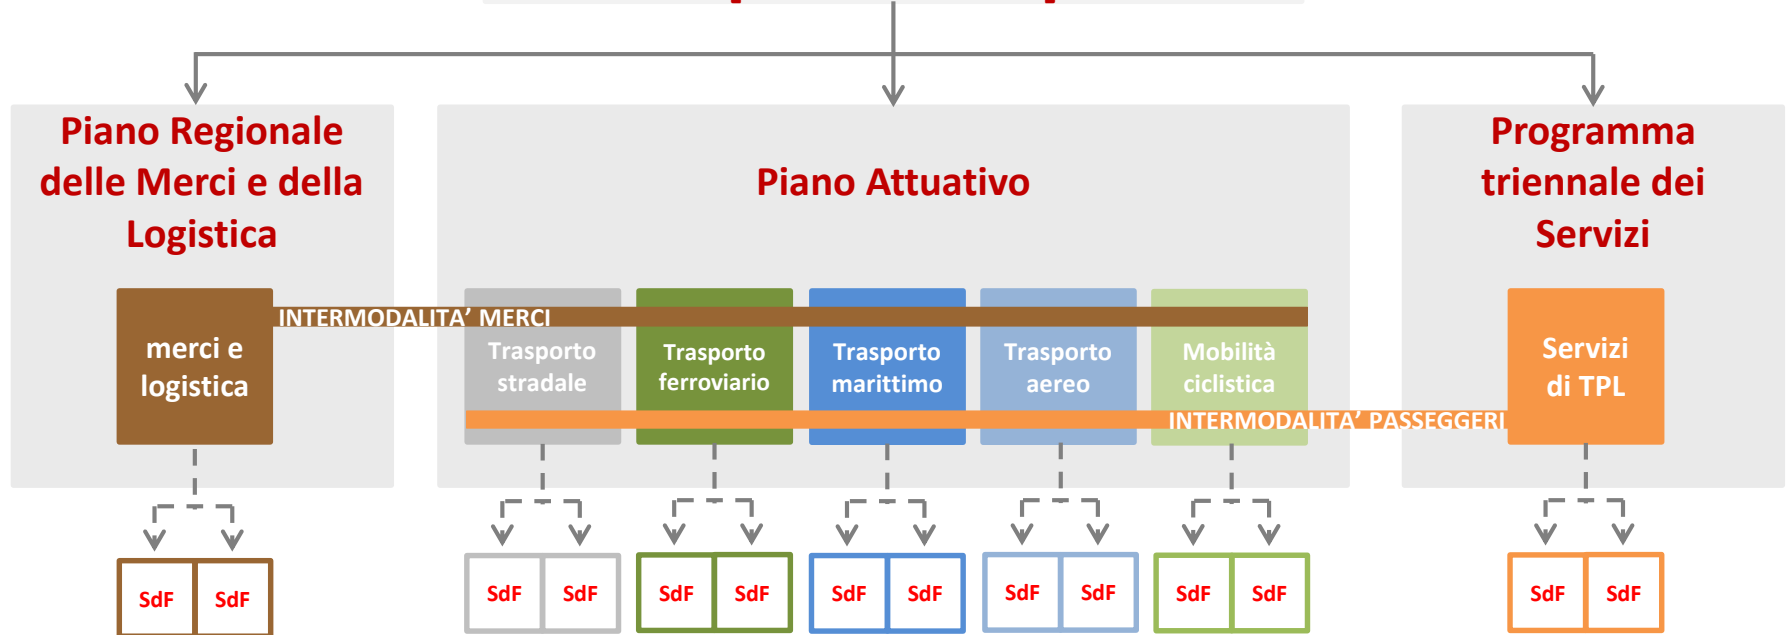 Piano Regionale
delle Merci e della
Logistica
Piano Attuativo
Programma
triennale dei
Servizi
INTERMODALITA’ MERCI
merci e
logistica
Trasporto
stradale
Trasporto
ferroviario
Trasporto
marittimo
Trasporto
aereo
Mobilità
ciclistica
Servizi
di TPL
INTERMODALITA’ PASSEGGERI
SdF SdF SdF SdF SdF SdF SdF SdF SdF SdF SdF SdF SdF SdF